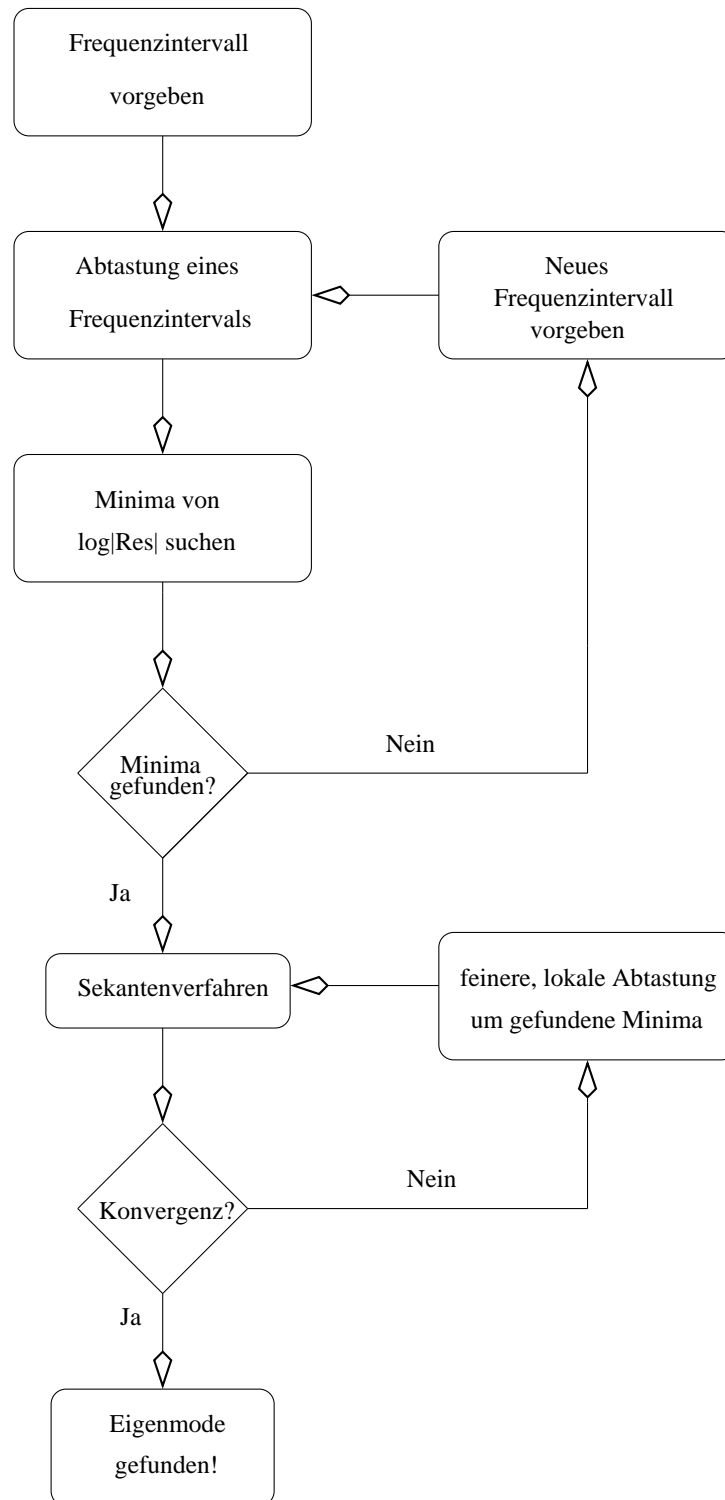 Frequenzintervall
vorgeben
Abtastung eines
Frequenzintervals
Neues
Frequenzintervall
vorgeben
Minima von
log|Res| suchen
Minima
gefunden?
Nein
Ja
Sekantenverfahren
feinere, lokale Abtastung
um gefundene Minima
Konvergenz?
Nein
Ja
Eigenmode
gefunden!